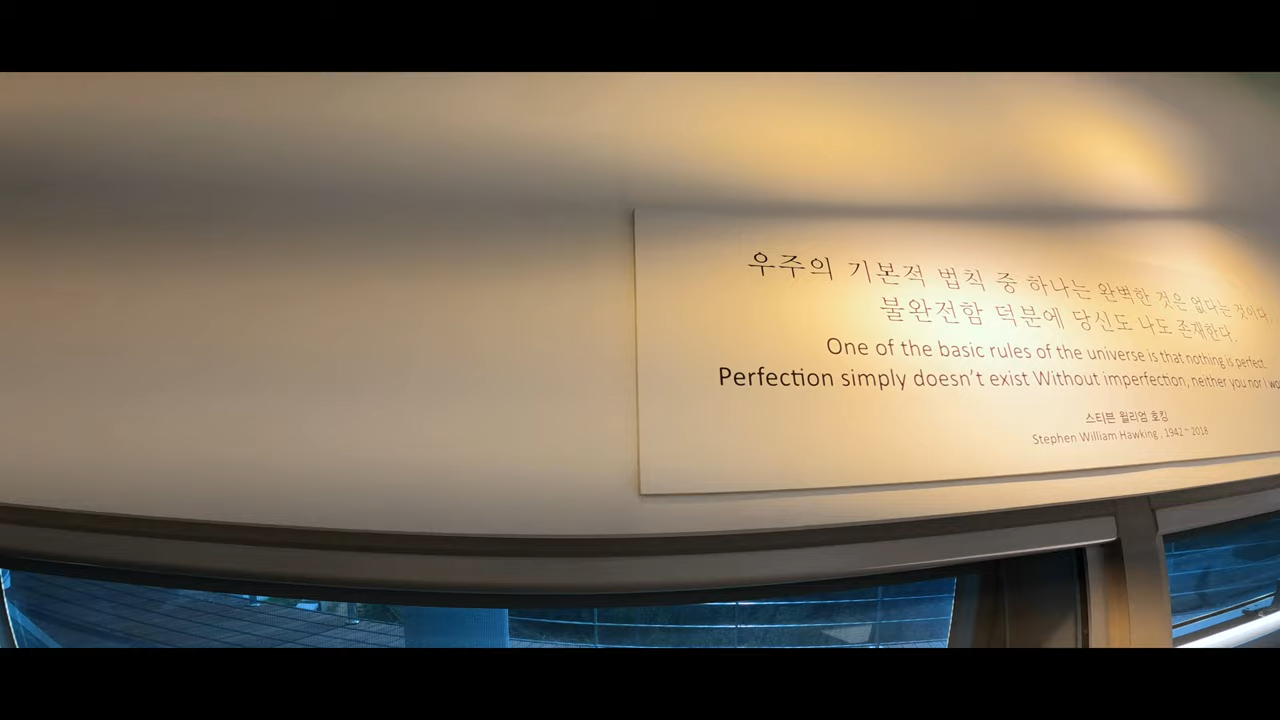 우주의 기본적 법칙 중 하나는 완벽한 것은 없다는 것이다.
불완전함 덕분에 당신도 나도 존재한다.
One of the basic rules of the universe is that nothing is perfect.
Perfection simply doesn't exist Without imperfection, neither you nor I
스티븐 윌리엄 호킹
Stephen William Hawking , 1942 ~ 2018